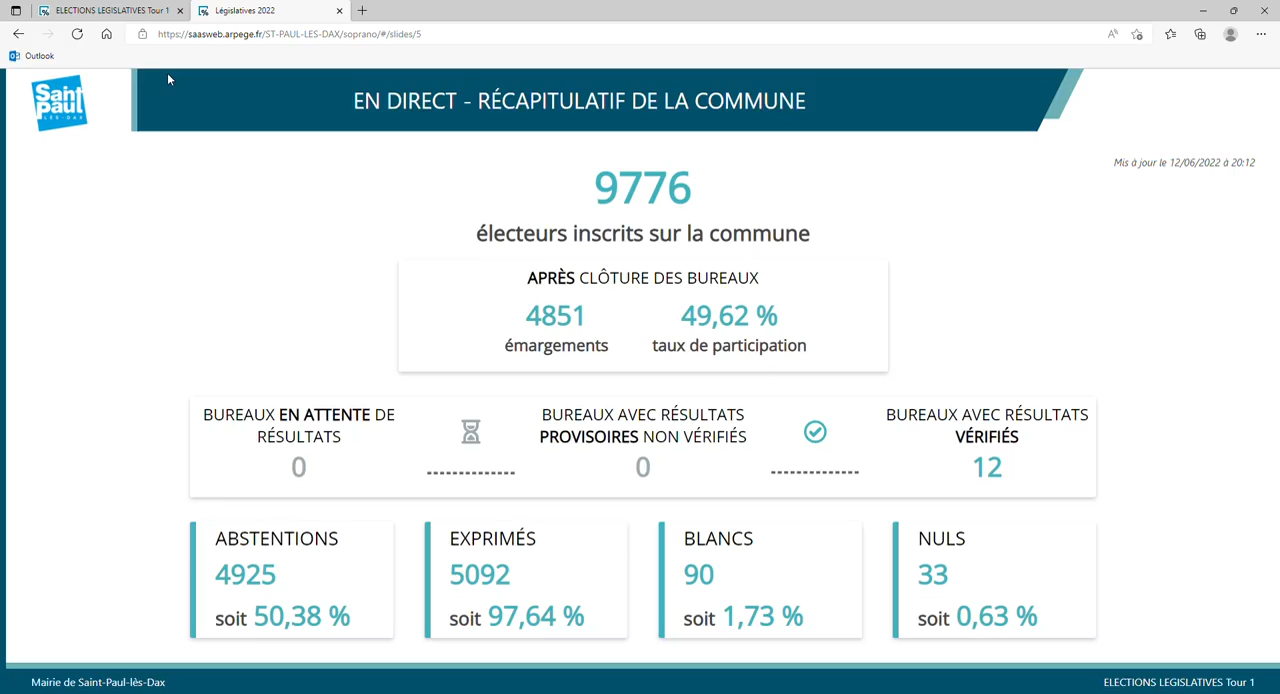 ELECTIONS LEGISLATIVES Tour 1
Législatives 2022
https://saasweb.arpege.fr/ST-PAUL-LES-DAX/soprano/#/slides/5
Outlook
Saint
Paul
LÈS-DAX
EN DIRECT - RÉCAPITULATIF DE LA COMMUNE
Mis à jour le 12/06/2022 à 20:12
9776
électeurs inscrits sur la commune
APRÈS CLÔTURE DES BUREAUX
4851 49,62 %
émargements taux de participation
BUREAUX EN ATTENTE DE
RÉSULTATS
0
BUREAUX AVEC RÉSULTATS
PROVISOIRES NON VÉRIFIÉS
0
BUREAUX AVEC RÉSULTATS
VÉRIFIÉS
12
ABSTENTIONS
4925
soit 50,38 %
EXPRIMÉS
5092
soit 97,64 %
BLANCS
90
soit 1,73 %
NULS
33
soit 0,63 %
Mairie de Saint-Paul-lès-Dax
ELECTIONS LEGISLATIVES Tour 1